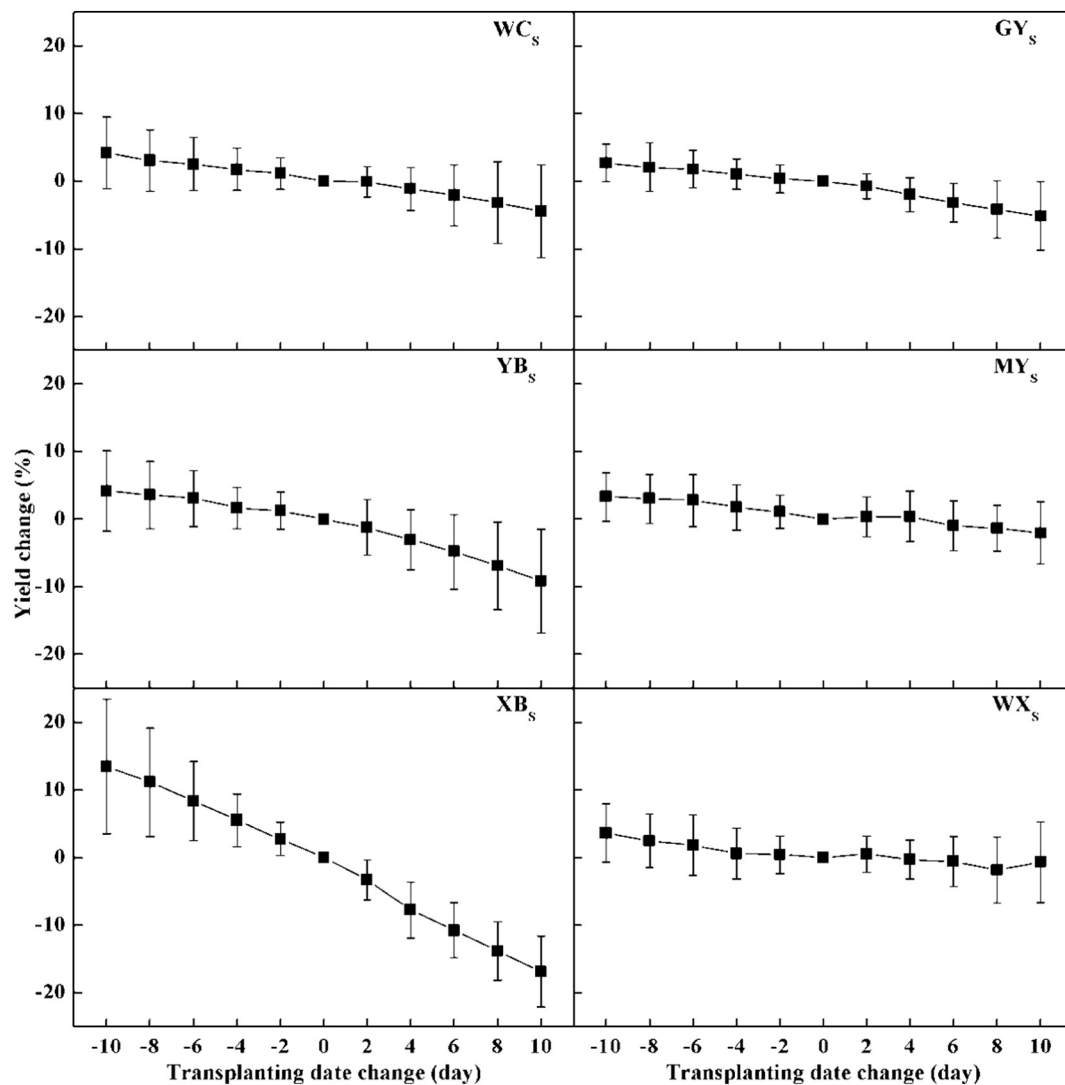 WCS GYS
20
10
0
-10
-20
YBS MYS
20
10
0
-10
-20
Yield change (%)
XBS WXS
20
10
0
-10
-20
-10 -8 -6 -4 -2 0 2 4 6 8 10 -10 -8 -6 -4 -2 0 2 4 6 8 10
Transplanting date change (day) Transplanting date change (day)